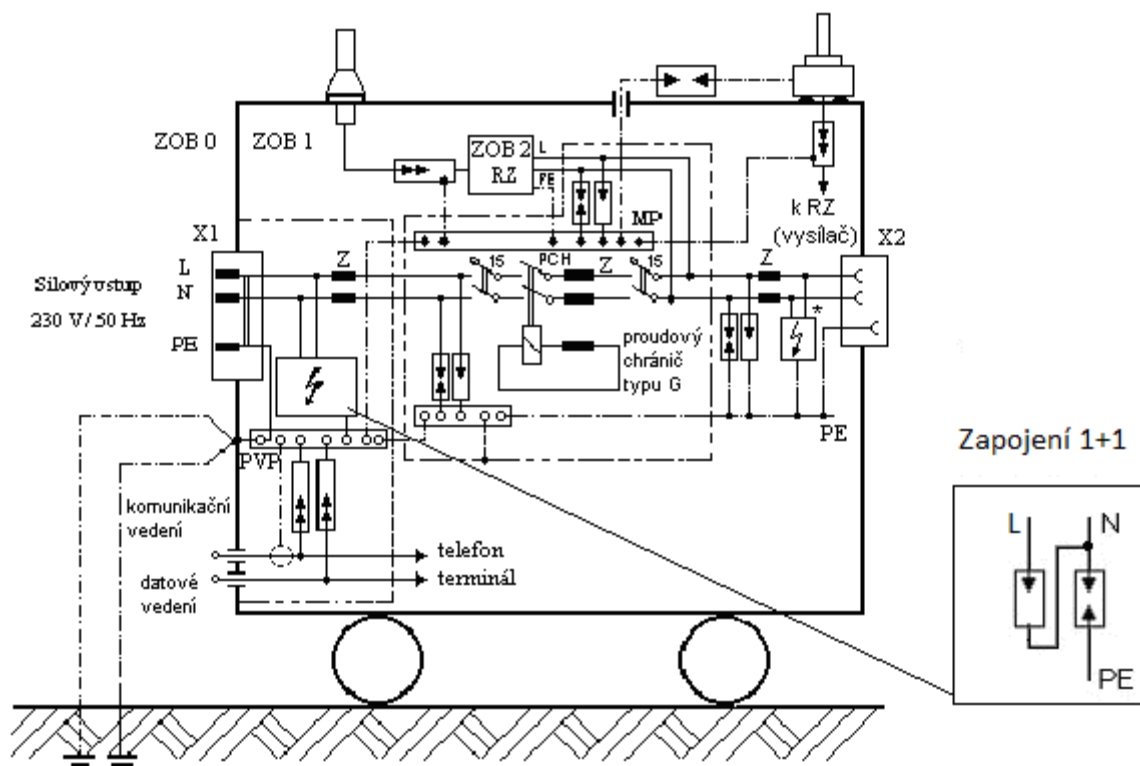 ZOB 0
ZOB 1
ZOB 2
RZ
L
PE
MP
k RZ
(vysílač)
X1
X2
L
N
PE
Silový vstup
230 V/ 50 Hz
Z
15
PCH
Z
15
Z
*
proudový
chránič
typu G
PE
PVP
komunikační
vedení
datové
vedení
telefon
terminál
Zapojení 1+1
L
N
PE